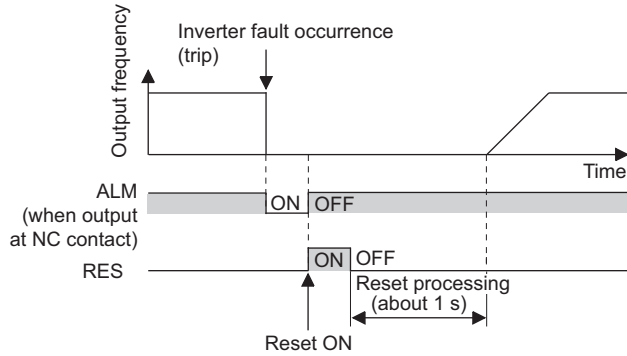 Inverter fault occurrence
(trip)
Output frequency
Time
ALM
(when output
at NC contact)
ON
OFF
RES
ON
OFF
Reset processing
(about 1 s)
Reset ON